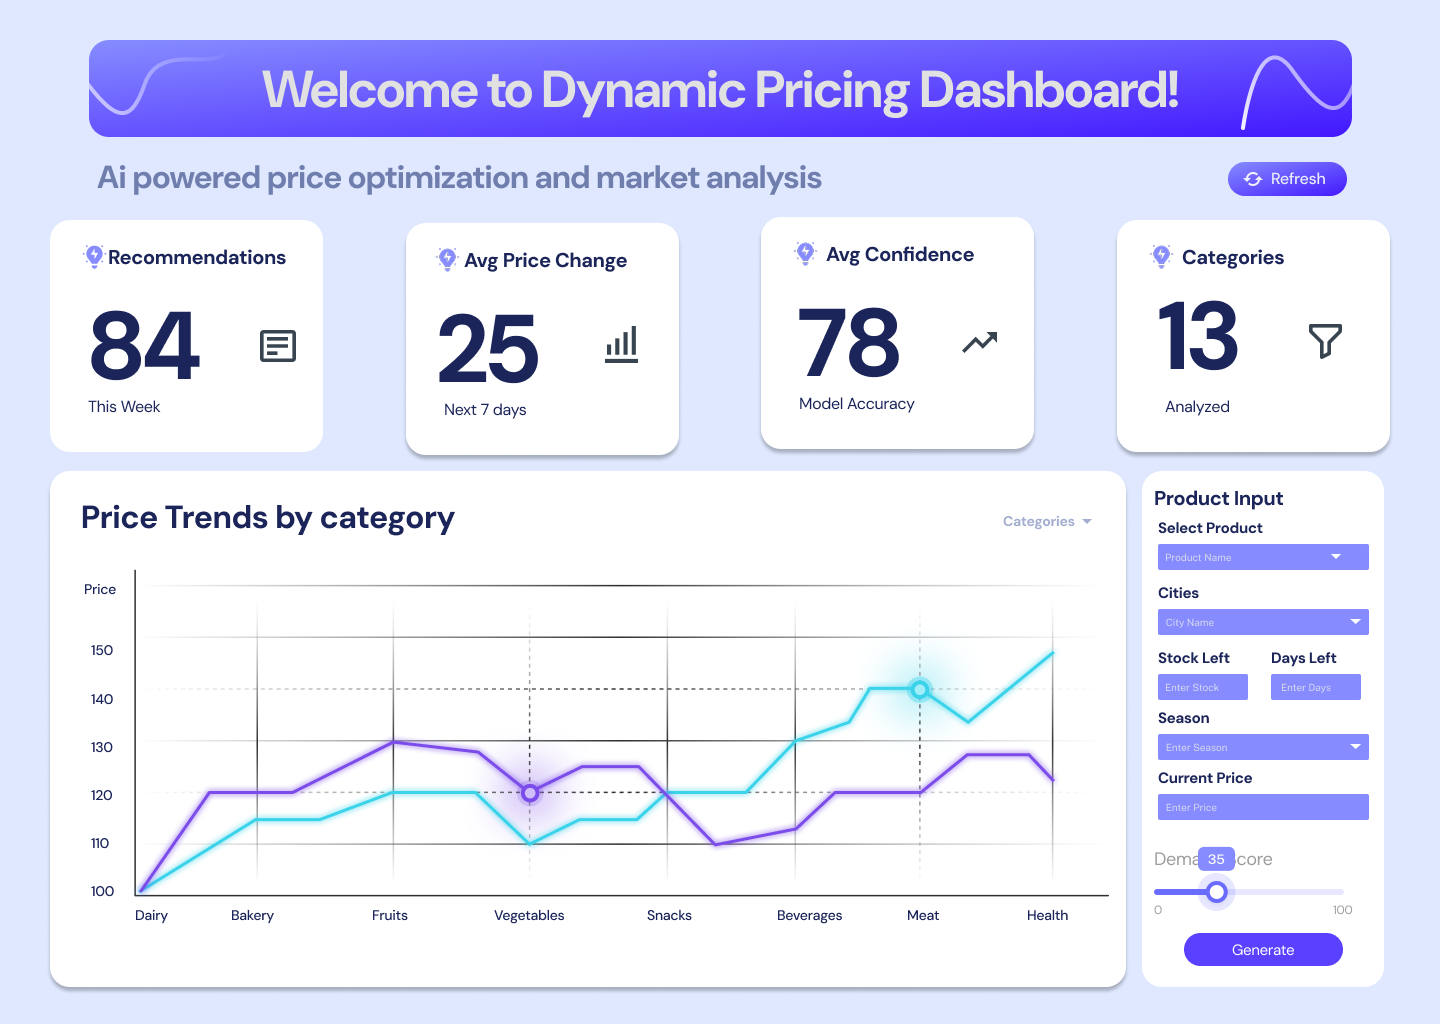 Welcome to Dynamic Pricing Dashboard!
Ai powered price optimization and market analysis
Refresh
Recommendations
84
This Week
Avg Price Change
25
Next 7 days
Avg Confidence
78
Model Accuracy
Categories
13
Analyzed
Price Trends by category
Categories
Price
150
140
130
120
110
100
Dairy Bakery Fruits Vegetables Snacks Beverages Meat Health
Product Input
Select Product
Product Name
Cities
City Name
Stock Left Days Left
Enter Stock Enter Days
Season
Enter Season
Current Price
Enter Price
35
0 100
Generate